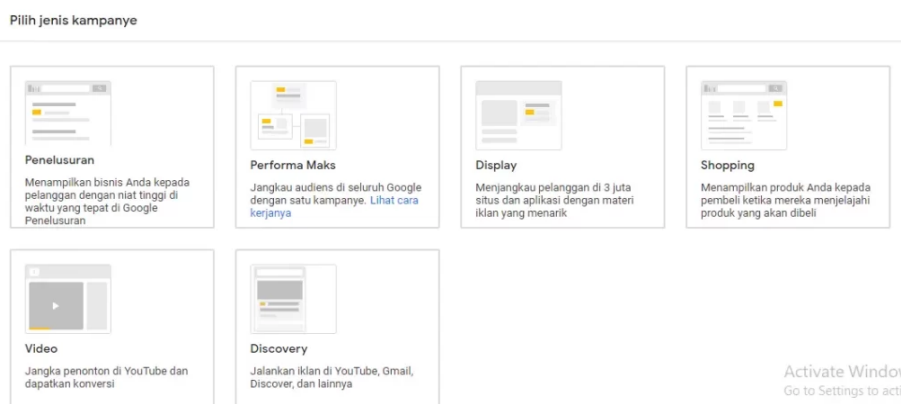 Pilih jenis kampanye
Penelusuran
Menampilkan bisnis Anda kepada
pelanggan dengan niat tinggi di
waktu yang tepat di Google
Penelusuran
Performa Maks
Jangkau audiens di seluruh Google
dengan satu kampanye. Lihat cara
kerjanya
Display
Menjangkau pelanggan di 3 juta
situs dan aplikasi dengan materi
iklan yang menarik
Shopping
Menampilkan produk Anda kepada
pembeli ketika mereka menjelajahi
produk yang akan dibeli
Video
Jangka penonton di YouTube dan
dapatkan konversi
Discovery
Jalankan iklan di YouTube, Gmail,
Discover, dan lainnya
Activate Window
Go to Settings to acti